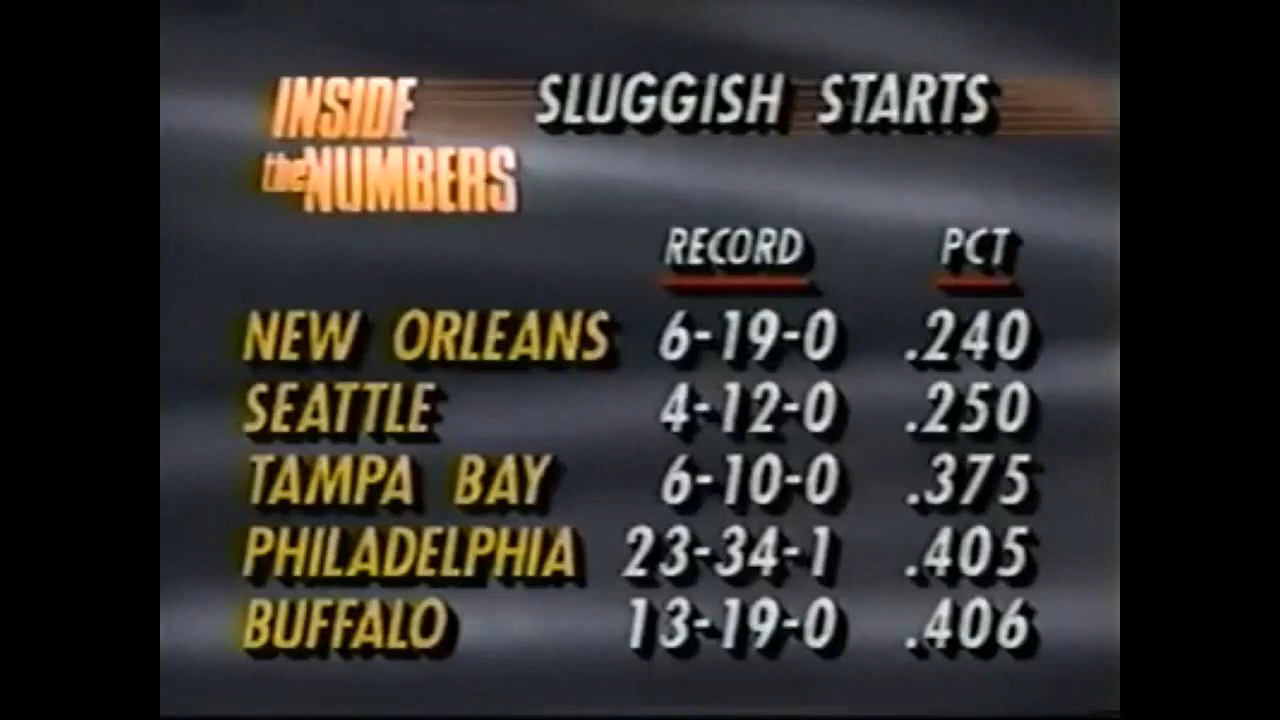 INSIDE
the NUMBERS
SLUGGISH STARTS
RECORD PCT
NEW ORLEANS 6-19-0 .240
SEATTLE 4-12-0 .250
TAMPA BAY 6-10-0 .375
PHILADELPHIA 23-34-1 .405
BUFFALO 13-19-0 .406